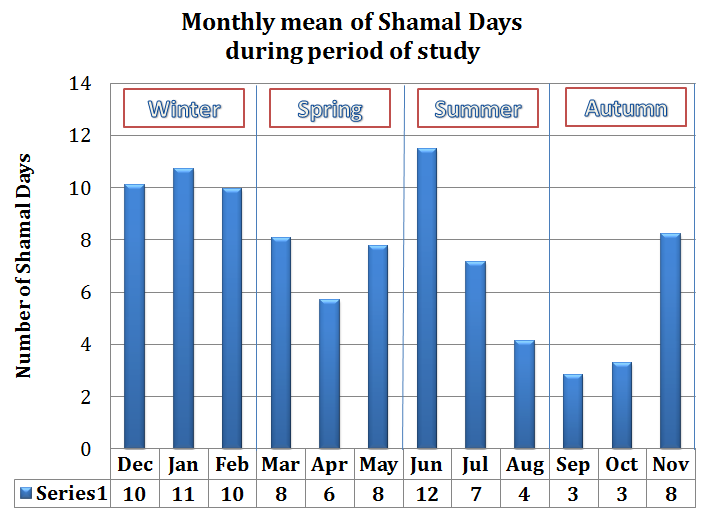 Monthly mean of Shamal Days
during period of study
Number of Shamal Days
14
12
10
8
6
4
2
0
Winter Spring Summer Autumn
Dec Jan Feb Mar Apr May Jun Jul Aug Sep Oct Nov
Series1 10 11 10 8 6 8 12 7 4 3 3 8